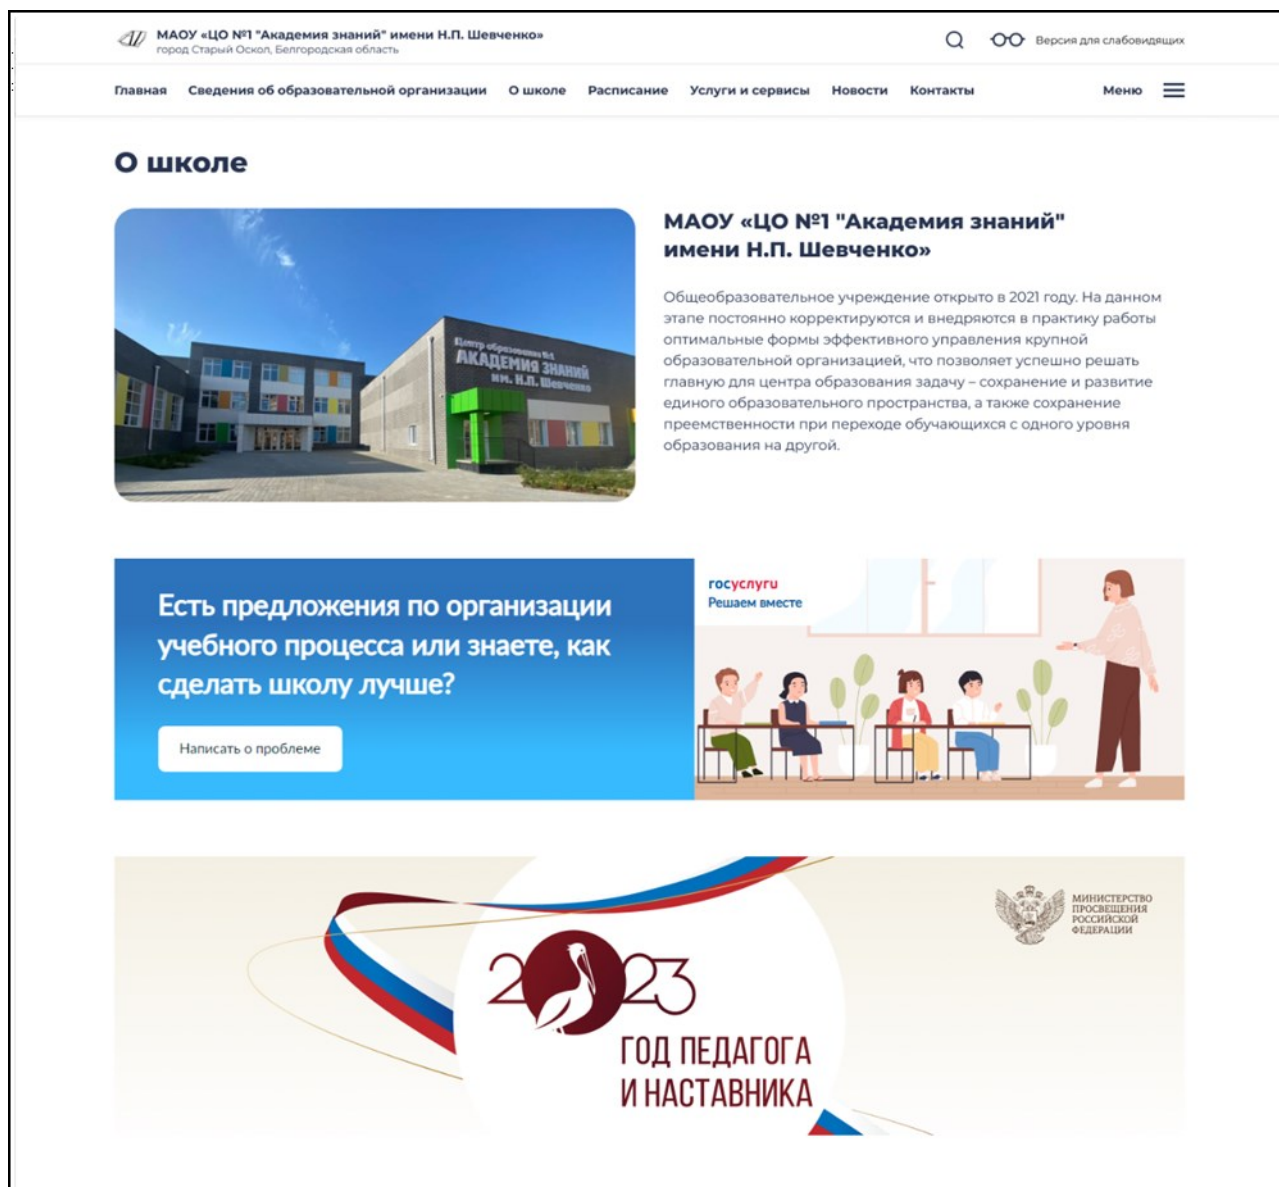 МАОУ «ЦО №1 "Академия знаний" имени Н.П. Шевченко»
город Старый Оскол, Белгородская область
Версия для слабовидящих
Главная Сведения об образовательной организации О школе Расписание Услуги и сервисы Новости Контакты Меню
О школе
Центр образования №1
АКАДЕМИЯ ЗНАНИЙ
им. Н.П. Шевченко
МАОУ «ЦО №1 "Академия знаний"
имени Н.П. Шевченко»
Общеобразовательное учреждение открыто в 2021 году. На данном
этапе постоянно корректируются и внедряются в практику работы
оптимальные формы эффективного управления крупной
образовательной организацией, что позволяет успешно решать
главную для центра образования задачу – сохранение и развитие
единого образовательного пространства, а также сохранение
преемственности при переходе обучающихся с одного уровня
образования на другой.
Есть предложения по организации
учебного процесса или знаете, как
сделать школу лучше?
Написать о проблеме
госуслуги
Решаем вместе
МИНИСТЕРСТВО
ПРОСВЕЩЕНИЯ
РОССИЙСКОЙ
ФЕДЕРАЦИИ
2023
ГОД ПЕДАГОГА
И НАСТАВНИКА